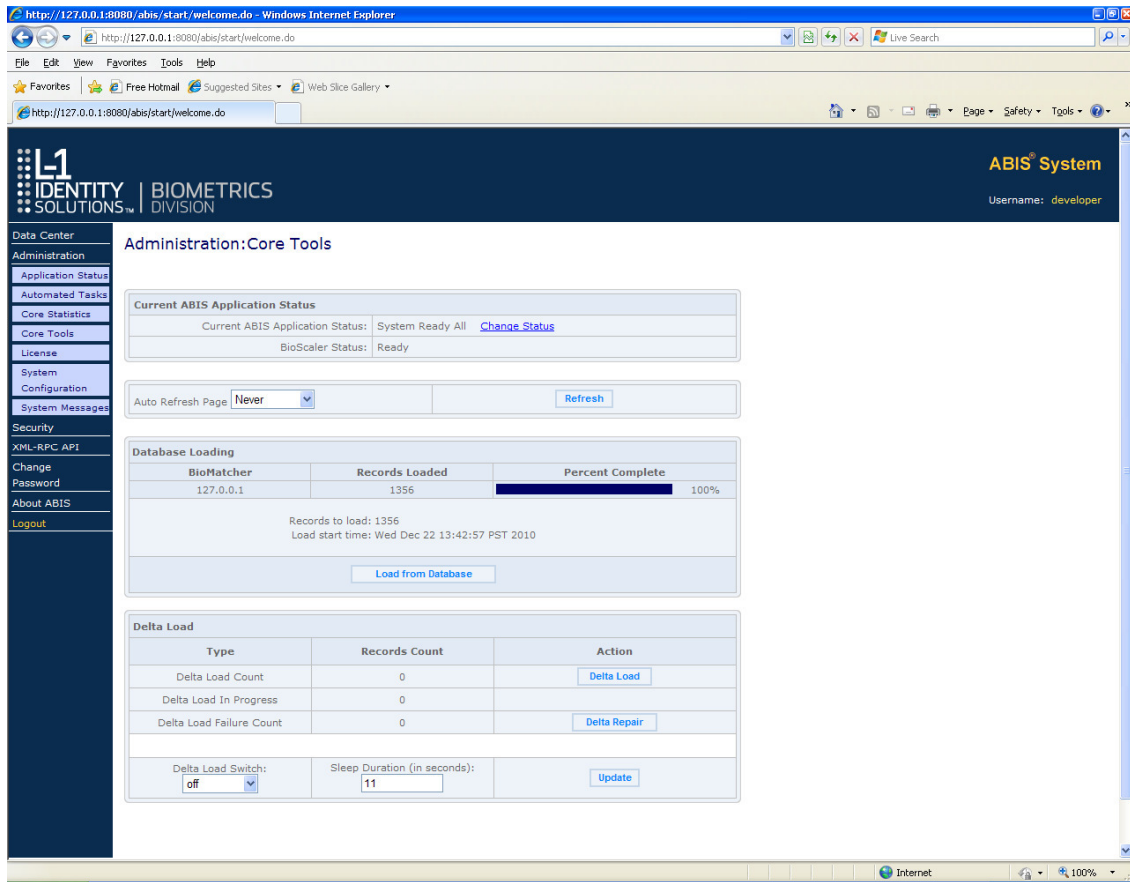 http://127.0.0.1:8080/abis/start/welcome.do - Windows Internet Explorer
http://127.0.0.1:8080/abis/start/welcome.do
Live Search
File Edit View Favorites Tools Help
Favorites Free Hotmail Suggested Sites Web Slice Gallery
http://127.0.0.1:8080/abis/start/welcome.do
Page Safety Tools
L-1
IDENTITY
SOLUTIONS™
BIOMETRICS
DIVISION
ABIS® System
Username: developer
Data Center
Administration
Application Status
Automated Tasks
Core Statistics
Core Tools
License
System
Configuration
System Messages
Security
XML-RPC API
Change
Password
About ABIS
Logout
Administration:Core Tools
Current ABIS Application Status
Current ABIS Application Status: System Ready All Change Status
BioScaler Status: Ready
Auto Refresh Page Never Refresh
Database Loading
BioMatcher Records Loaded Percent Complete
127.0.0.1 1356 100%
Records to load: 1356
Load start time: Wed Dec 22 13:42:57 PST 2010
Load from Database
Delta Load
Type Records Count Action
Delta Load Count 0 Delta Load
Delta Load In Progress 0
Delta Load Failure Count 0 Delta Repair
Delta Load Switch: Sleep Duration (in seconds):
off 11 Update
Internet 100%